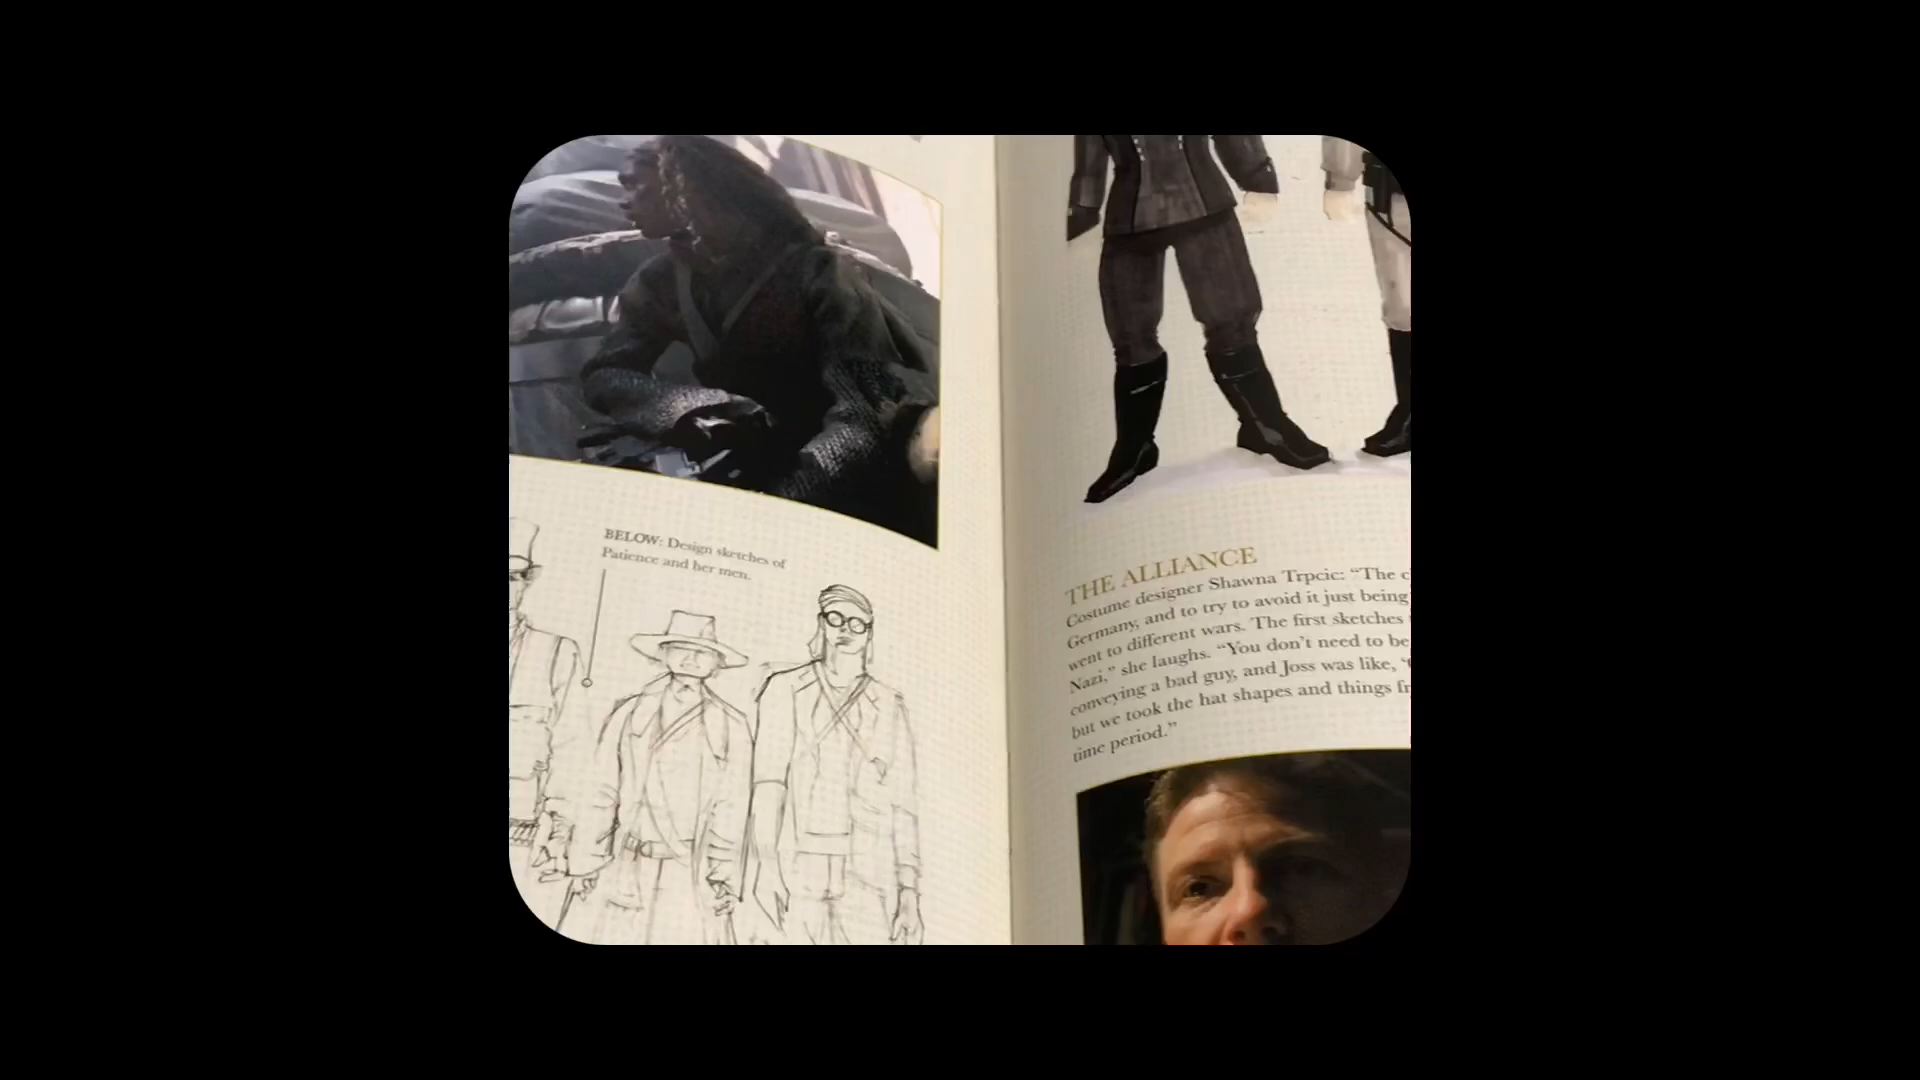 BELOW: Design sketches of
Patience and her men.
THE ALLIANCE
Costume designer Shawna Trpcic: “The
Germany, and to try to avoid it just being
went to different wars. The first sketches
Nazi,” she laughs. “You don’t need to be
conveying a bad guy, and Joss was like,
but we took the hat shapes and things
time period.”